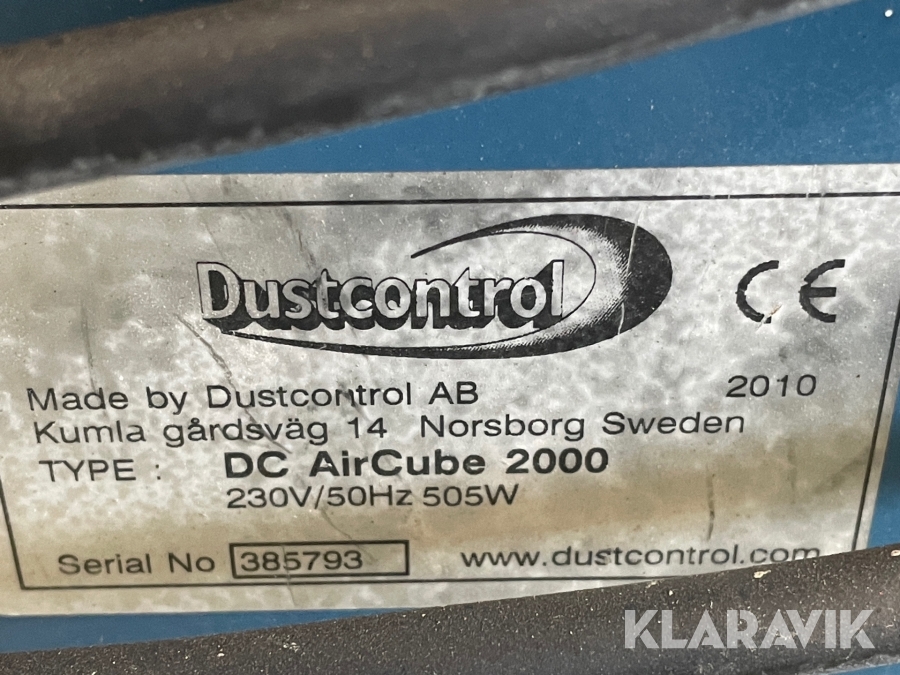 Dustcontrol
CE
Made by Dustcontrol AB 2010
Kumla gårdsväg 14 Norsborg Sweden
TYPE : DC AirCube 2000
230V/50Hz 505W
Serial No 385793 www.dustcontrol.com
KLARAVIK